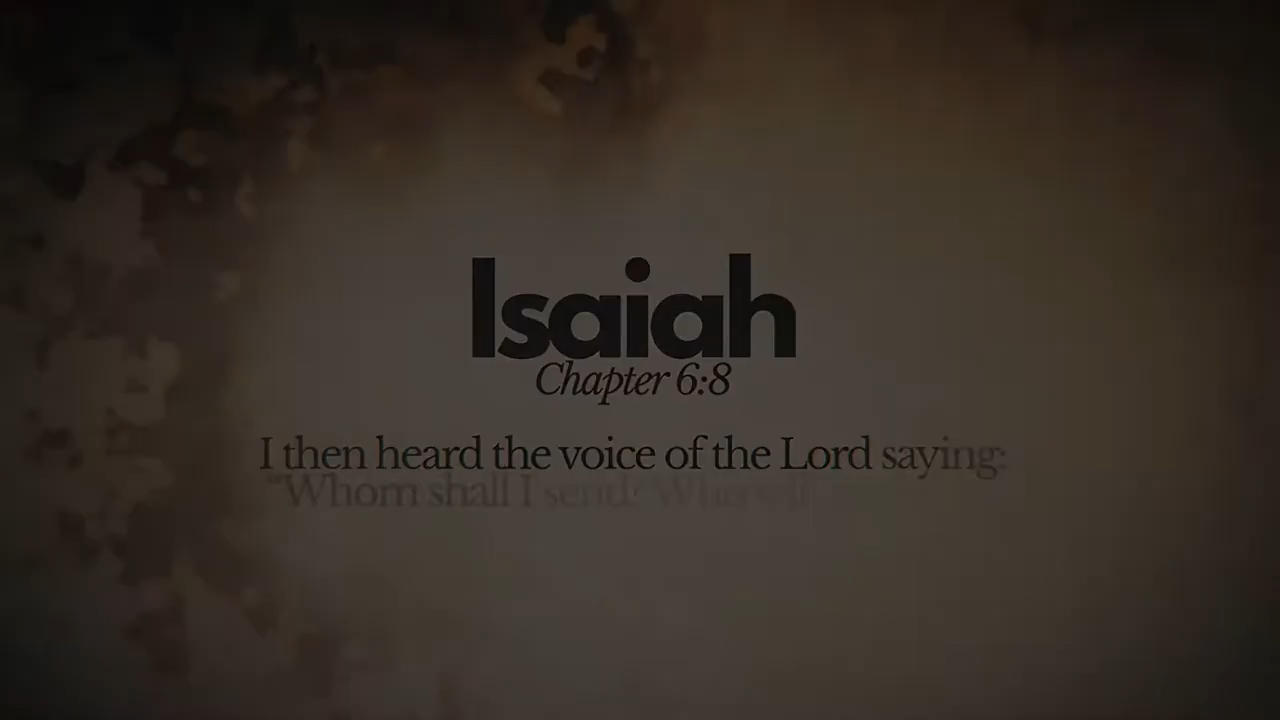 Isaiah
Chapter 6:8
I then heard the voice of the Lord saying:
"Whom shall I send?